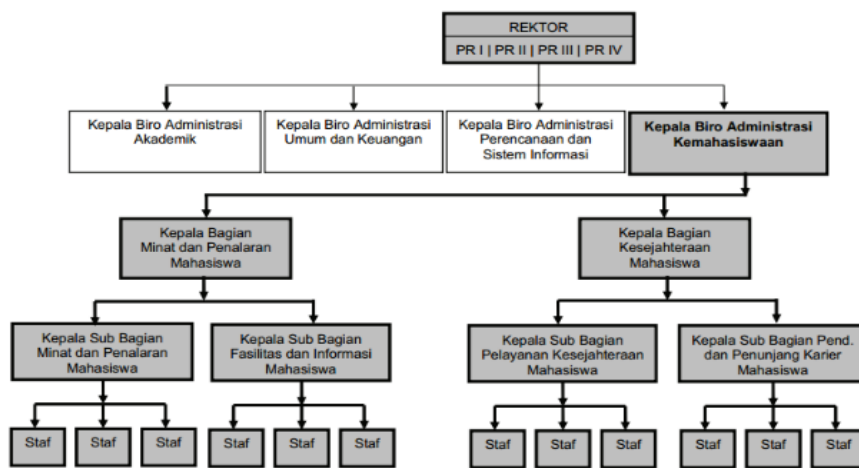 REKTOR
PR I | PR II | PR III | PR IV
Kepala Biro Administrasi
Akademik
Kepala Biro Administrasi
Umum dan Keuangan
Kepala Biro Administrasi
Perencanaan dan
Sistem Informasi
Kepala Biro Administrasi
Kemahasiswaan
Kepala Bagian
Minat dan Penalaran
Mahasiswa
Kepala Bagian
Kesejahteraan
Mahasiswa
Kepala Sub Bagian
Minat dan Penalaran
Mahasiswa
Kepala Sub Bagian
Fasilitas dan Informasi
Mahasiswa
Kepala Sub Bagian
Pelayanan Kesejahteraan
Mahasiswa
Kepala Sub Bagian Pend.
dan Penunjang Karier
Mahasiswa
Staf
Staf
Staf
Staf
Staf
Staf
Staf
Staf
Staf
Staf
Staf
Staf